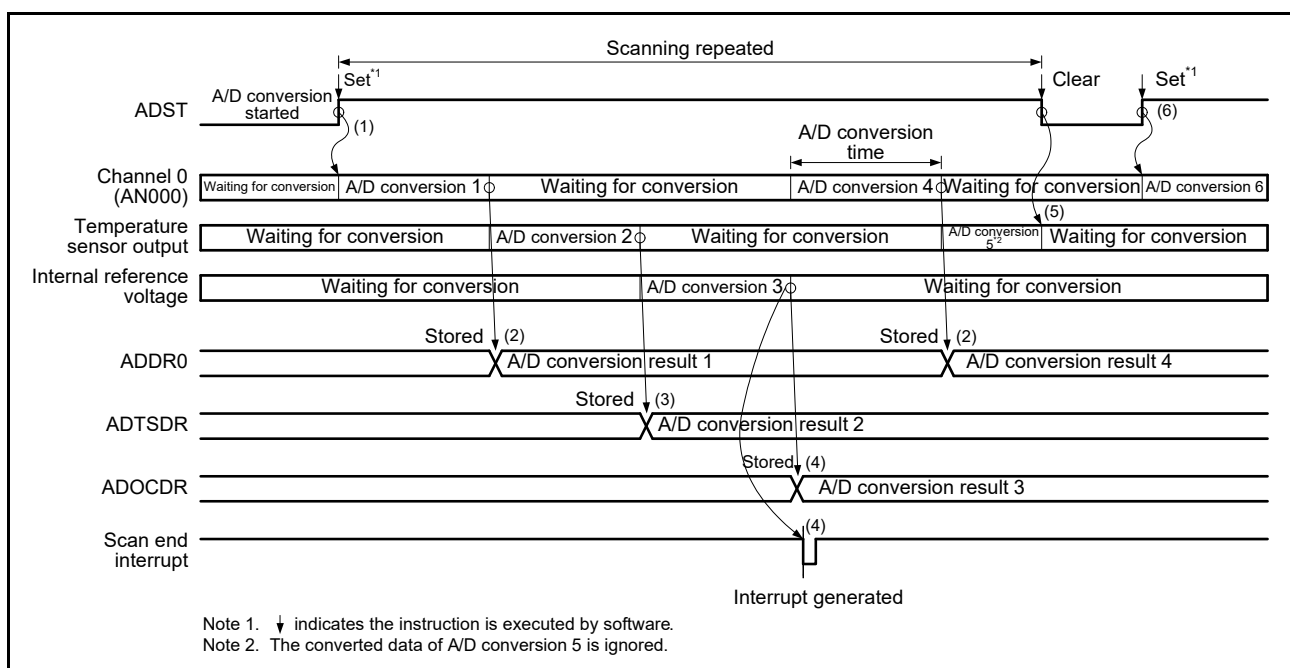 Scanning repeated
Set*1
Clear
Set*1
ADST
A/D conversion
started
(1)
(6)
A/D conversion
time
Channel 0
(AN000)
Waiting for conversion
A/D conversion 1
Waiting for conversion
A/D conversion 4
Waiting for conversion
A/D conversion 6
(5)
Temperature
sensor output
Waiting for conversion
A/D conversion 2
Waiting for conversion
A/D conversion
5*2
Waiting for conversion
Internal reference
voltage
Waiting for conversion
A/D conversion 3
Waiting for conversion
Stored
(2)
Stored
(2)
ADDR0
A/D conversion result 1
A/D conversion result 4
Stored
(3)
ADTSDR
A/D conversion result 2
Stored
(4)
ADOCDR
A/D conversion result 3
Scan end
interrupt
(4)
Interrupt generated
Note 1. ↓ indicates the instruction is executed by software.
Note 2. The converted data of A/D conversion 5 is ignored.